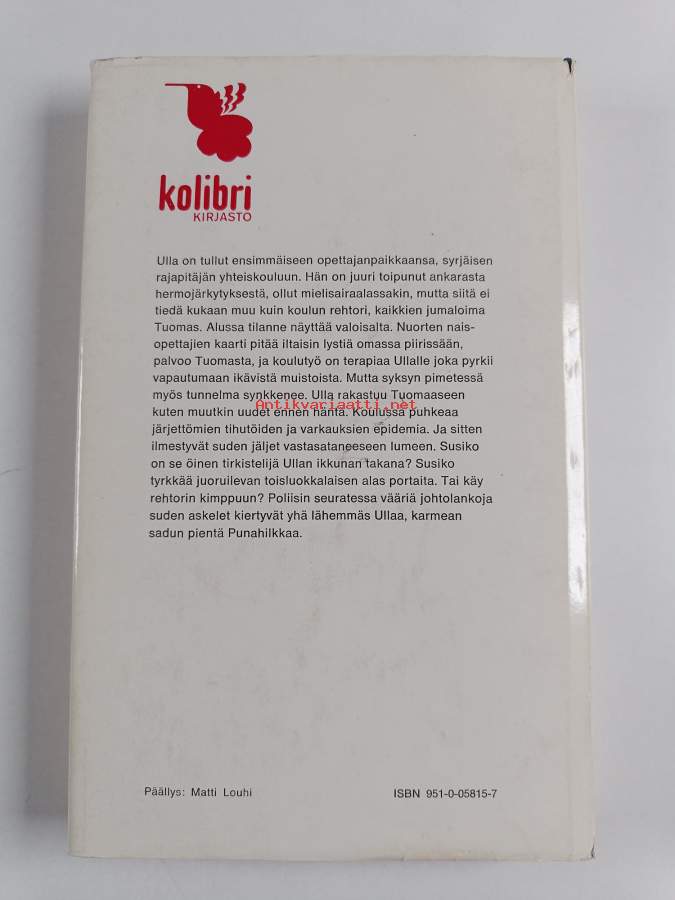 kolibri
KIRJASTO
Ulla on tullut ensimmäiseen opettajanpaikkaansa, syrjäisen
rajapitäjän yhteiskouluun. Hän on juuri toipunut ankarasta
hermojärkytyksestä, ollut mielisairaalassakin, mutta siitä ei
tiedä kukaan muu kuin koulun rehtori, kaikkien jumaloima
Tuomas. Alussa tilanne näyttää valoisalta. Nuorten nais-
opettajien kaarti pitää iltaisin lystiä omassa piirissään,
palvoo Tuomasta, ja koulutyö on terapiaa Ullalle joka pyrkii
vapautumaan ikävistä muistoista. Mutta syksyn pimetessä
myös tunnelma synkkenee. Ulla rakastuu Tuomaaseen
Antikvariaatti.net
kuten muutkin uudet ennen häntä. Koulussa puhkeaa
järjettömien tihutöiden ja varkauksien epidemia. Ja sitten
ilmestyvät suden jäljet vastasataneeseen lumeen. Susiko
on se öinen tirkistelijä Ullan ikkunan takana? Susiko
tyrkkää juoruilevan toisluokkalaisen alas portaita. Tai käy
rehtorin kimppuun? Poliisin seuratessa vääriä johtolankoja
suden askelet kiertyvät yhä lähemmäs Ullaa, karmean
sadun pientä Punahilkkaa.
Päällys: Matti Louhi
ISBN 951-0-05815-7